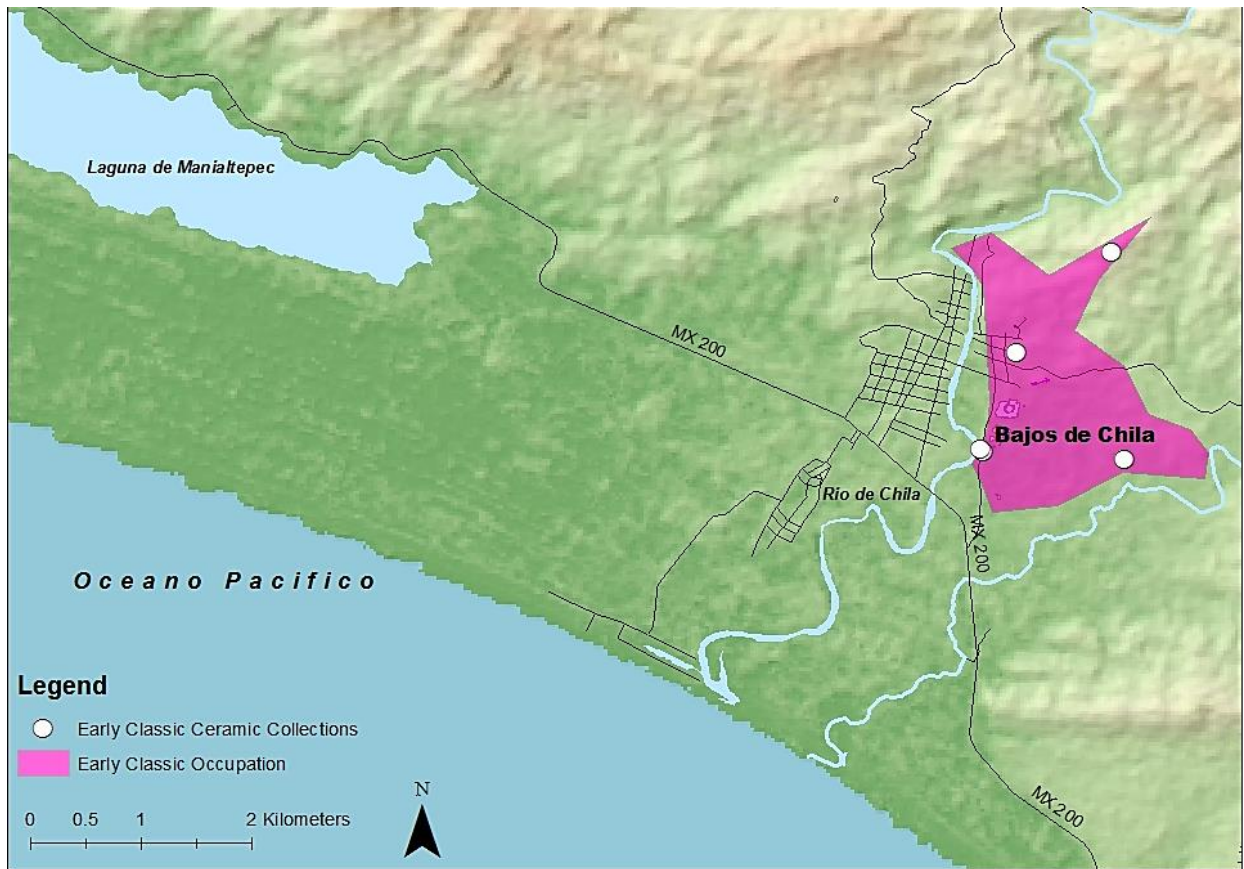 Laguna de Manialtepec
MX 200
Bajos de Chila
Rio de Chila
MX 200
Oceano Pacifico
Legend
Early Classic Ceramic Collections
Early Classic Occupation
N
0 0.5 1 2 Kilometers
MX 200